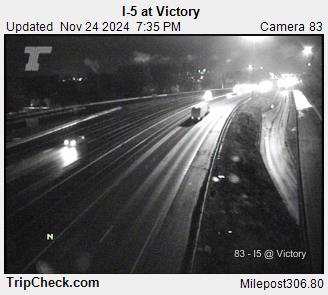 I-5 at Victory
Updated Nov 24 2024 7:35 PM Camera 83
T
N
83 - I5 @ Victory
TripCheck.com Milepost306.80